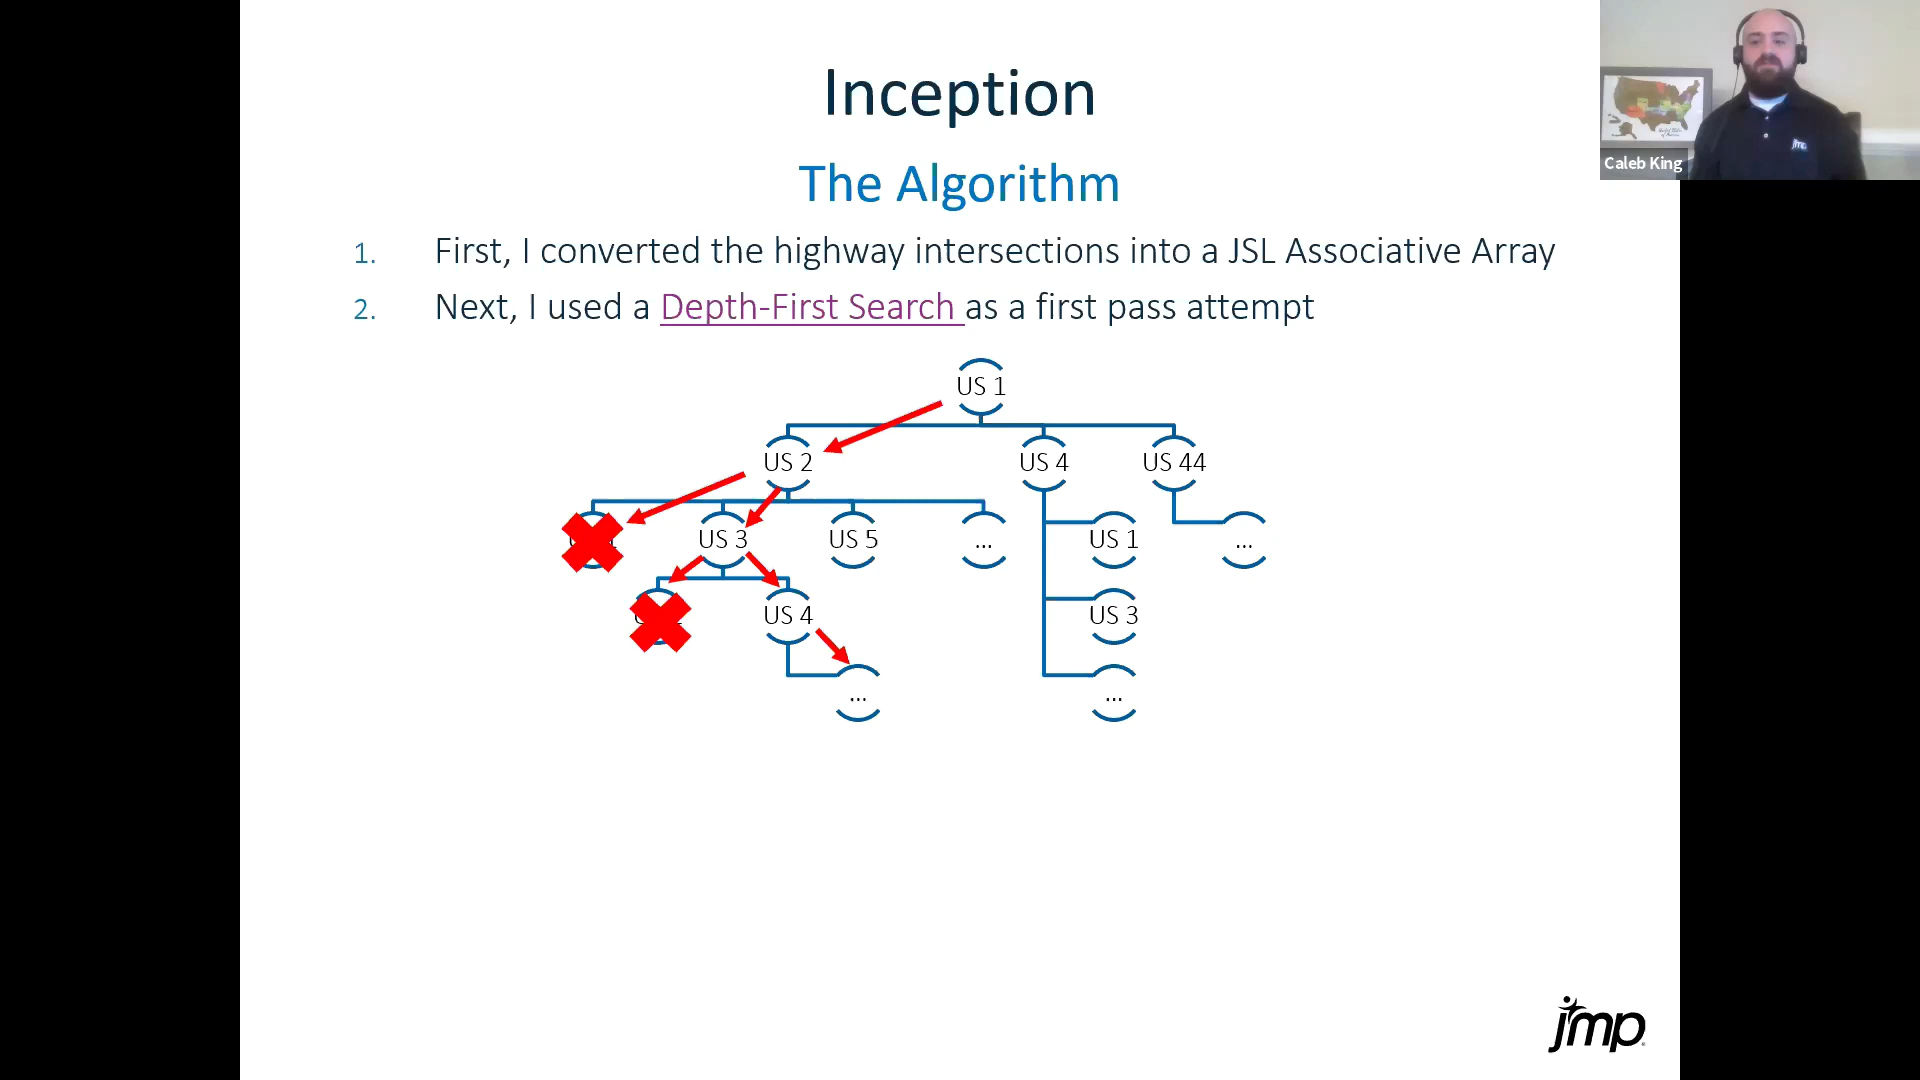 Inception
The Algorithm
1. First, I converted the highway intersections into a JSL Associative Array
2. Next, I used a Depth-First Search as a first pass attempt
US 1
US 2
US 4
US 44
US 3
US 5
...
US 1
...
US 4
US 3
...
...
jmp
Caleb King
jmp